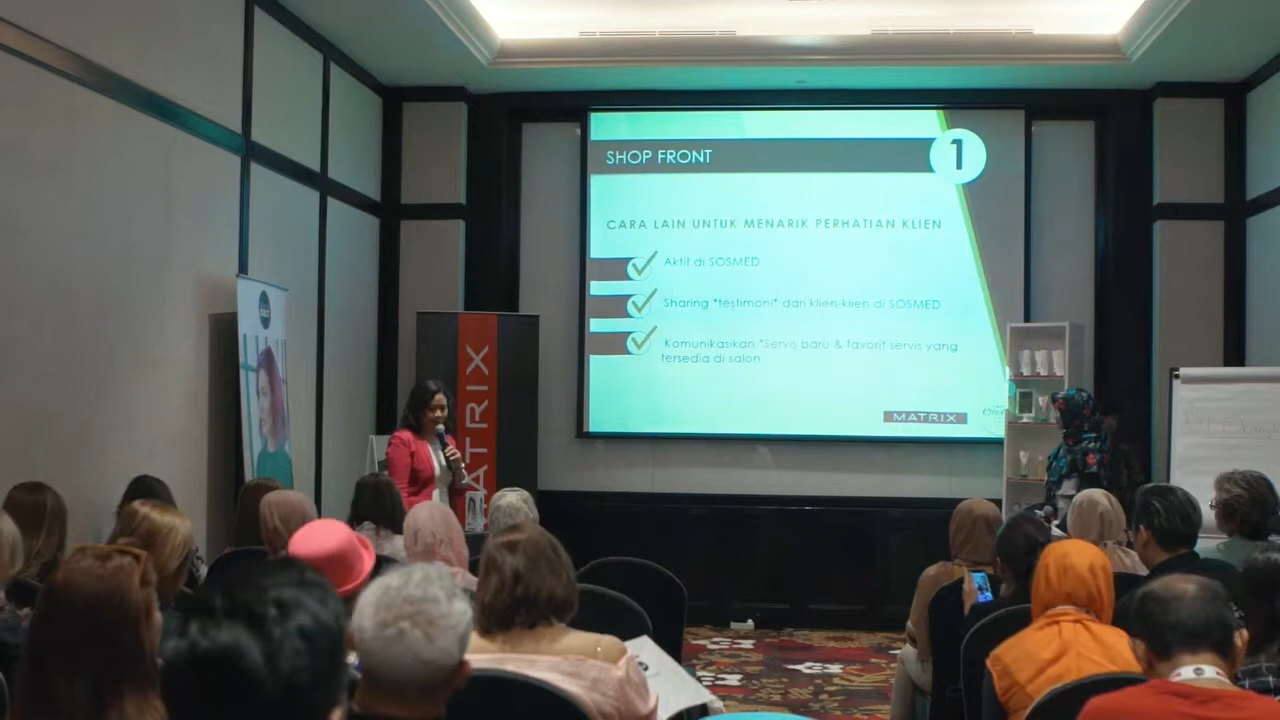 SHOP FRONT
1
CARA LAIN UNTUK MENARIK PERHATIAN KLIEN
Aktif di SOSMED
Sharing "testimoni" dari klien-klien di SOSMED
Komunikasikan "Servis baru & favorit servis yang
tersedia di salon
MATRIX
MATRIX